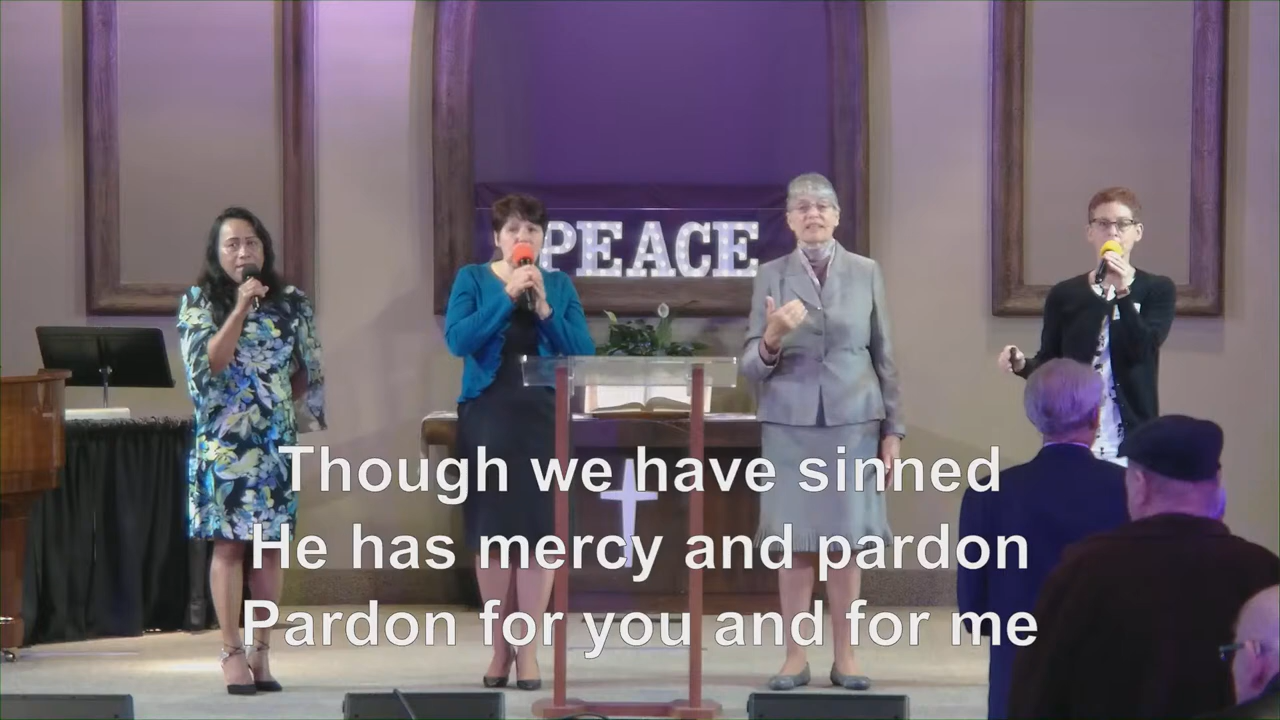 PEACE
Though we have sinned
He has mercy and pardon
Pardon for you and for me